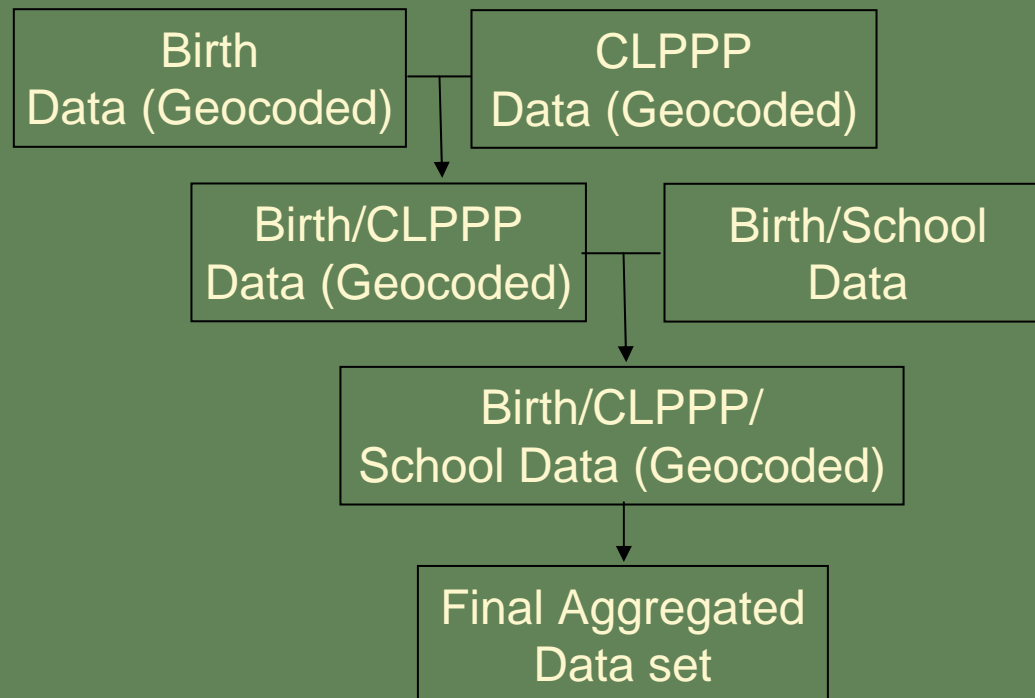 Birth
Data (Geocoded)
CLPPP
Data (Geocoded)
Birth/CLPPP
Data (Geocoded)
Birth/School
Data
Birth/CLPPP/
School Data (Geocoded)
Final Aggregated
Data set